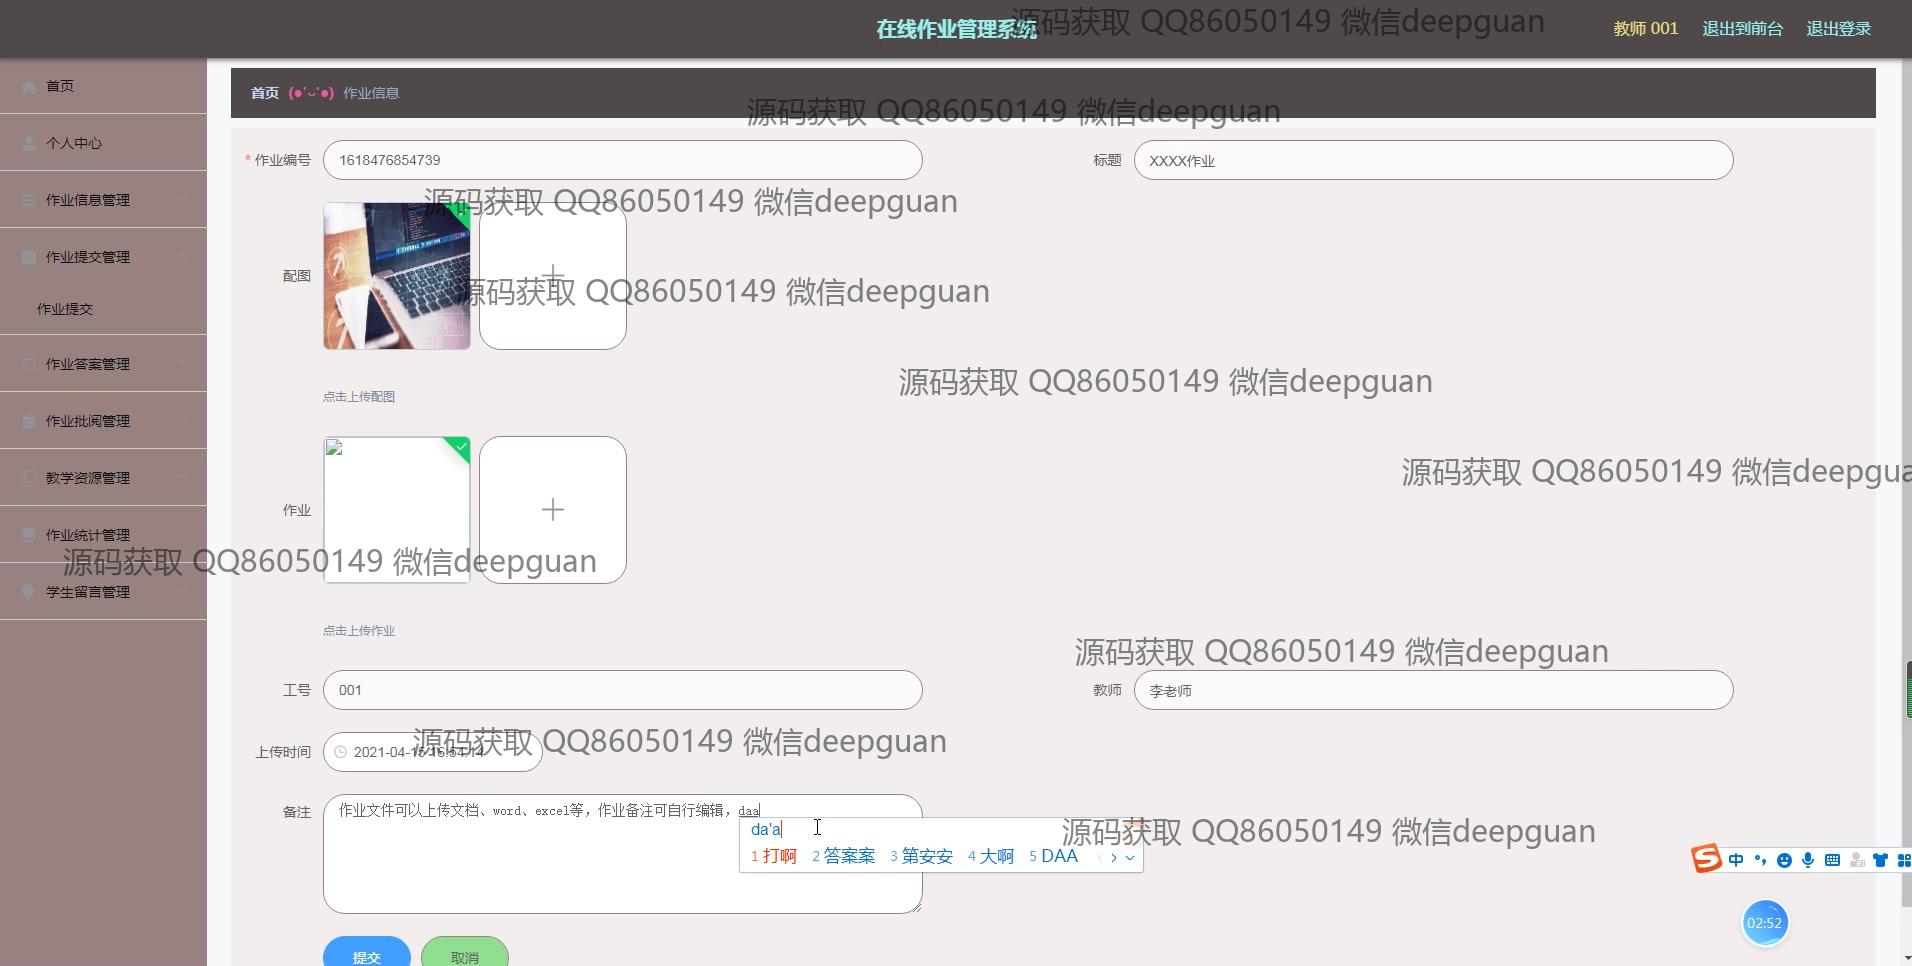 在线作业管理系统
源码获取 QQ86050149 微信deepguan
教师 001
退出到前台
退出登录
首页
个人中心
作业信息管理
作业提交管理
作业提交
作业答案管理
作业批阅管理
教学资源管理
作业统计管理
学生留言管理
首页 (●'ᴗ'●) 作业信息
源码获取 QQ86050149 微信deepguan
* 作业编号 1618476854739
标题 XXXX作业
源码获取 QQ86050149 微信deepguan
配图
源码获取 QQ86050149 微信deepguan
源码获取 QQ86050149 微信deepguan
点击上传配图
源码获取 QQ86050149 微信deepgua
作业
源码获取 QQ86050149 微信deepguan
点击上传作业
源码获取 QQ86050149 微信deepguan
工号 001
教师 李老师
源码获取 QQ86050149 微信deepguan
上传时间 2021-04-15 16:54:14
备注 作业文件可以上传文档、word、excel等，作业备注可自行编辑，daa
da'a
1 打啊 2 答案案 3 第安安 4 大啊 5 DAA
源码获取 QQ86050149 微信deepguan
中
02:52
提交
取消